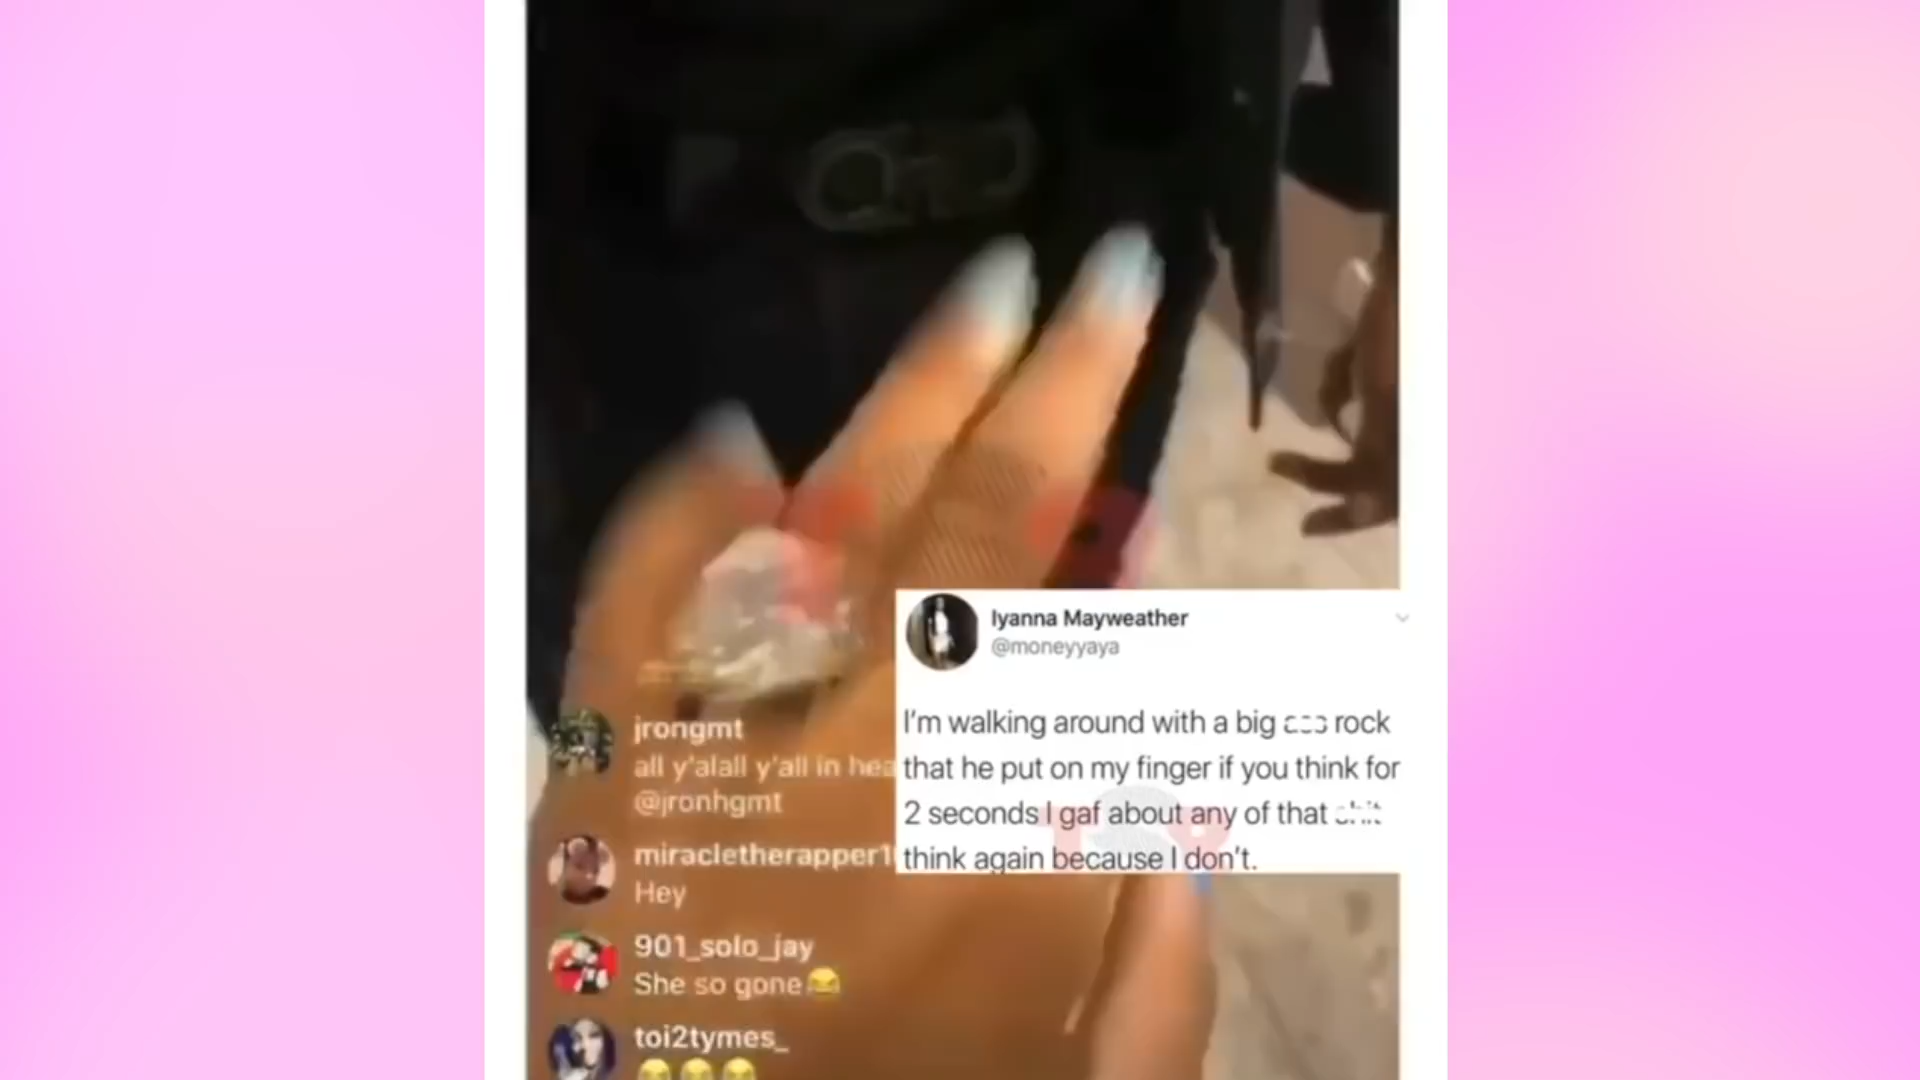 Iyanna Mayweather
@moneyyaya
I'm walking around with a big rock
that he put on my finger if you think for
2 seconds I gaf about any of that
think again because I don't.
jrongmt
all y'alall y'all in hea
@jronhgmt
miracletherapper1
Hey
901_solo_jay
She so gone😂
toi2tymes_
😂😂😂